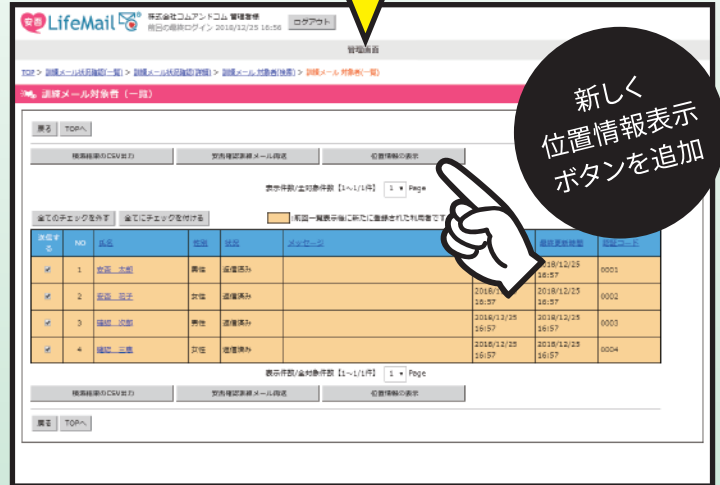 安否 LifeMail 株式会社コムアンドコム 管理者様
前回の最終ログイン 2018/12/25 16:56
ログアウト
管理画面
TOP > 訓練メール状況確認(一覧) > 訓練メール状況確認(詳細) > 訓練メール 対象者(検索) > 訓練メール 対象者(一覧)
訓練メール対象者（一覧）
新しく
位置情報表示
ボタンを追加
戻る TOPへ
検索結果のCSV出力 安否確認訓練メール再送 位置情報の表示
表示件数/全対象件数【1～1/1件】 1 Page
全てのチェックを外す 全てにチェックを付ける :前回一覧表示後に新たに登録された利用者です
送信する NO 氏名 性別 状況 メッセージ 最終更新時間 認証コード
1 安否 太郎 男性 返信済み 2018/12/25 16:57 0001
2 安否 花子 女性 返信済み 2018/12/25 16:57 2018/12/25 16:57 0002
3 確認 次郎 男性 返信済み 2018/12/25 16:57 2018/12/25 16:57 0003
4 確認 三恵 女性 返信済み 2018/12/25 16:57 2018/12/25 16:57 0004
表示件数/全対象件数【1～1/1件】 1 Page
検索結果のCSV出力 安否確認訓練メール再送 位置情報の表示
戻る TOPへ